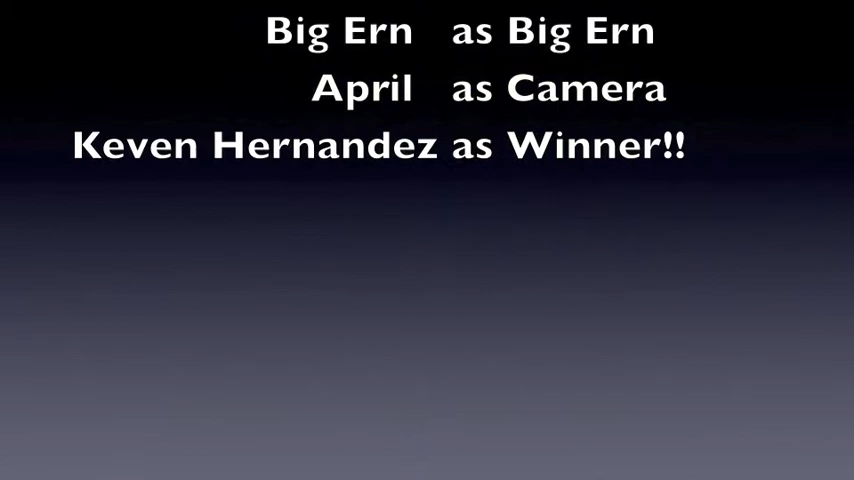 Big Ern as Big Ern
April as Camera
Keven Hernandez as Winner!!